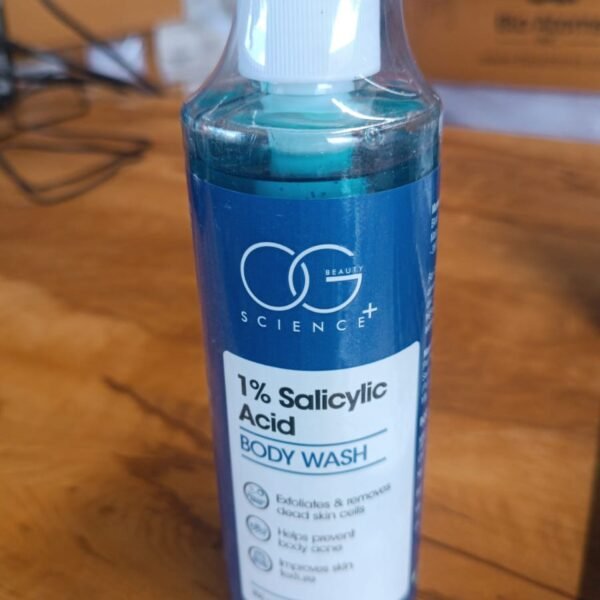 OG
BEAUTY
SCIENCE+
1% Salicylic
Acid
BODY WASH
Exfoliates & removes
dead skin cells
Helps prevent
body acne
Improves skin
texture